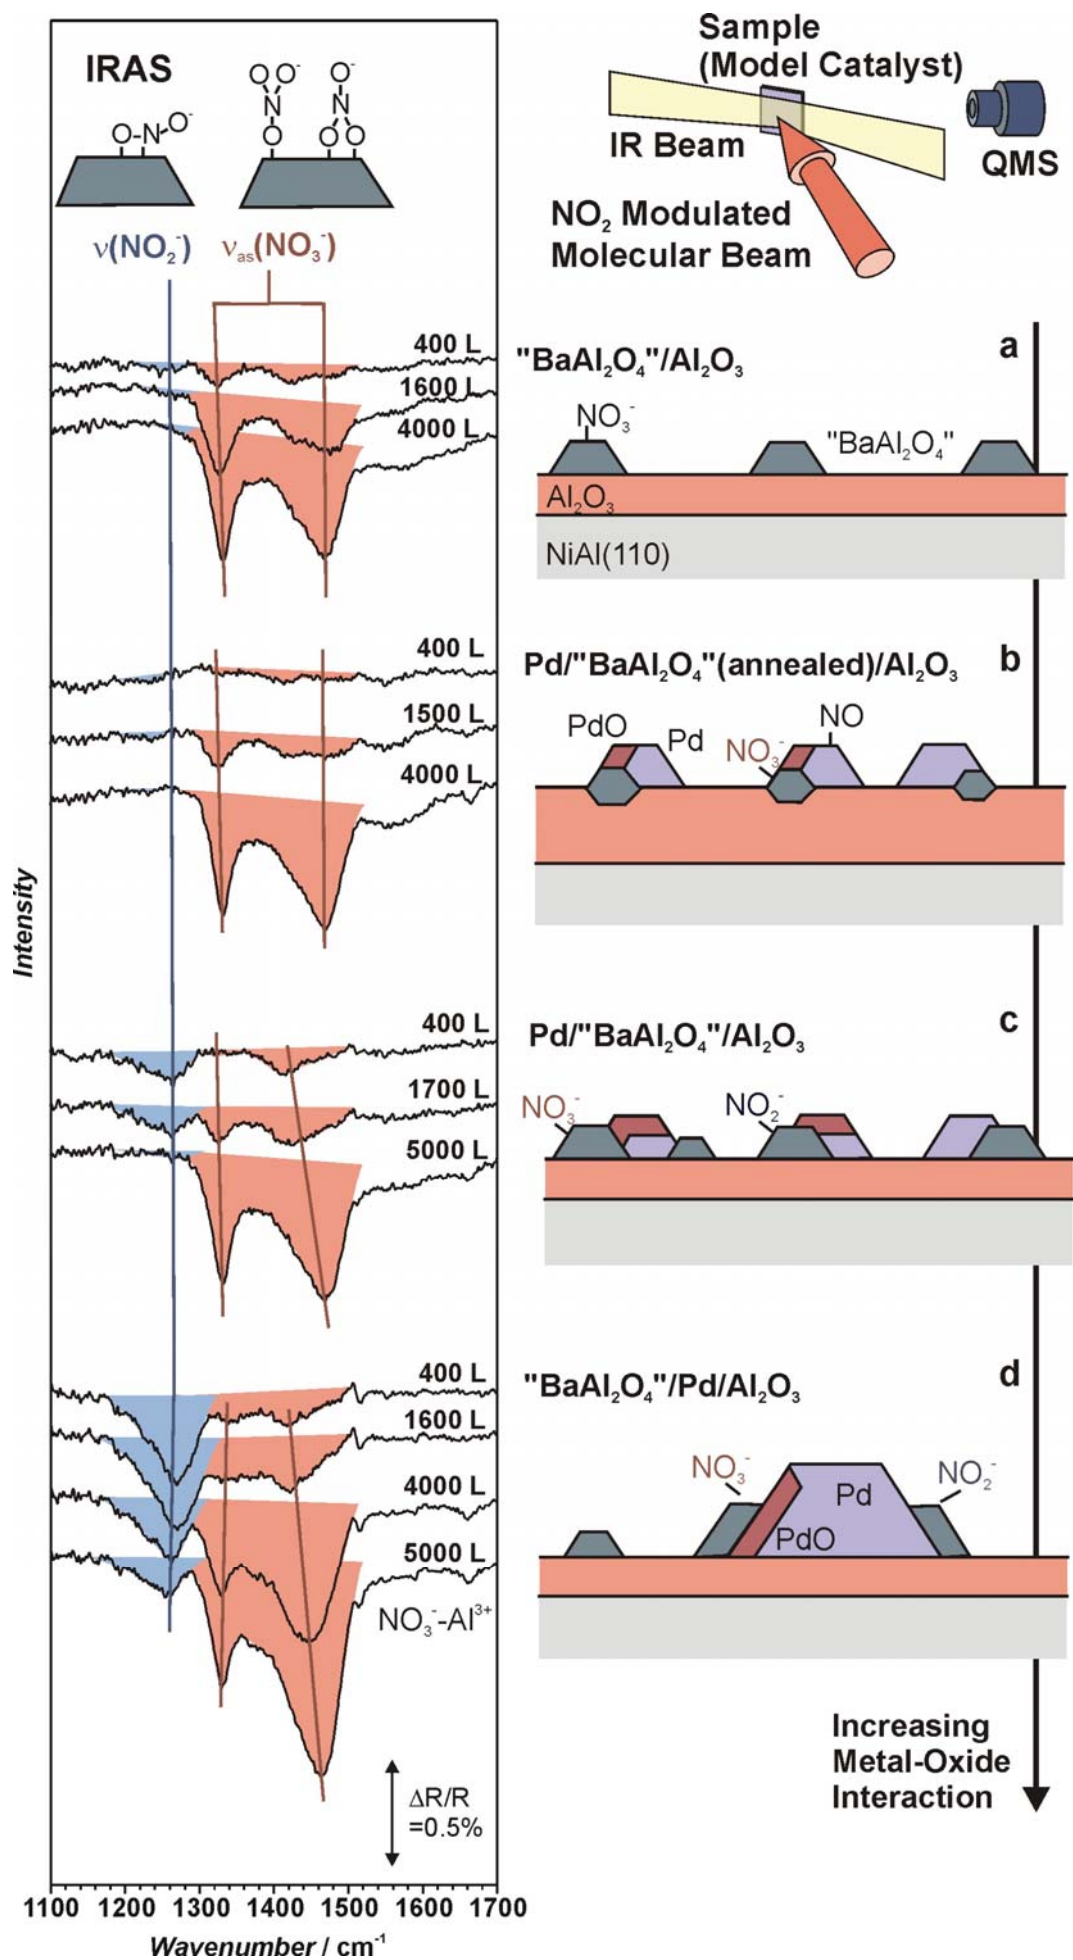 IRAS
O O⁻
N
O
O⁻
N
O O
O-N O⁻
ν(NO₂⁻)
νas(NO₃⁻)
400 L
1600 L
4000 L
400 L
1500 L
4000 L
400 L
1700 L
5000 L
400 L
1600 L
4000 L
5000 L
NO₃⁻-Al³⁺
ΔR/R
=0.5%
Intensity
1100 1200 1300 1400 1500 1600 1700
Wavenumber / cm⁻¹
Sample
(Model Catalyst)
IR Beam
QMS
NO₂ Modulated
Molecular Beam
a
"BaAl₂O₄"/Al₂O₃
NO₃⁻
"BaAl₂O₄"
Al₂O₃
NiAl(110)
b
Pd/"BaAl₂O₄"(annealed)/Al₂O₃
PdO
Pd
NO₃⁻
NO
c
Pd/"BaAl₂O₄"/Al₂O₃
NO₃⁻
NO₂⁻
d
"BaAl₂O₄"/Pd/Al₂O₃
NO₃⁻
Pd
NO₂⁻
PdO
Increasing
Metal-Oxide
Interaction